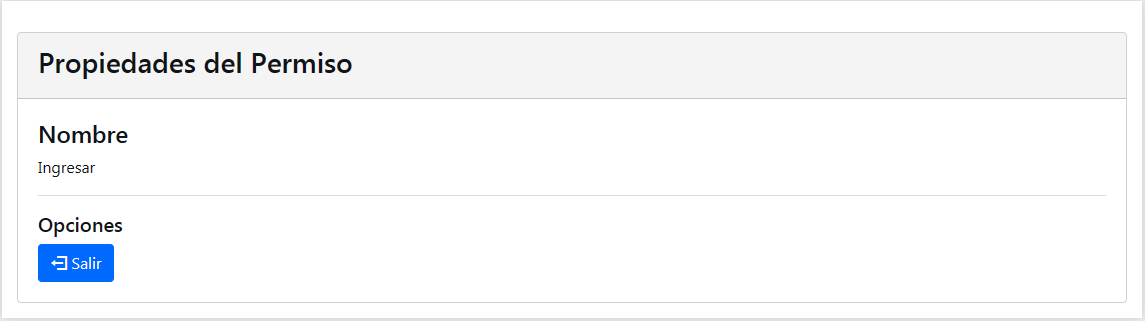 Propiedades del Permiso
Nombre
Ingresar
Opciones
Salir